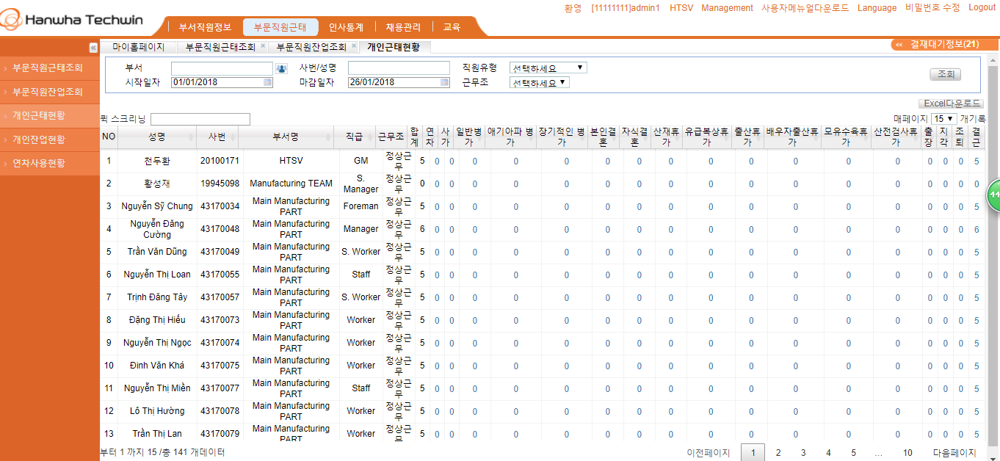 환영 [11111111]admin1 HTSV Management 사용자메뉴얼다운로드 Language 비밀번호 수정 Logout
Hanwha Techwin
부서직원정보 부문직원근태 인사통계 채용관리 교육
« 마이홈페이지 부문직원근태조회 × 부문직원잔업조회 × 개인근태현황 « 결재대기정보(21)
부문직원근태조회
부문직원잔업조회
개인근태현황
개인잔업현황
연차사용현황
부서 사번/성명 직원유형 선택하세요
시작일자 01/01/2018 마감일자 26/01/2018 근무조 선택하세요
조회
Excel다운로드
퀵 스크리닝 매페이지 15 개기록
NO 성명 사번 부서명 직급 근무조 합계 연차 사가 일반병가 애기아파 병가 장기적인 병가 본인결혼 자식결혼 산재휴가 유급복상휴가 출산휴가 배우자출산휴가 모유수육휴가 산전검사휴가 출장 지각 조퇴 결근
1 천두환 20100171 HTSV GM 정상근무 5 0 0 0 0 0 0 0 0 0 0 0 0 0 0 0 0 5
2 황성재 19945098 Manufacturing TEAM S. Manager 정상근무 0 0 0 0 0 0 0 0 0 0 0 0 0 0 0 0 0 0
3 Nguyễn Sỹ Chung 43170034 Main Manufacturing PART Foreman 정상근무 5 0 0 0 0 0 0 0 0 0 0 0 0 0 0 0 0 5
4 Nguyễn Đăng Cường 43170048 Main Manufacturing PART Manager 정상근무 6 0 0 0 0 0 0 0 0 0 0 0 0 0 0 0 0 6
5 Trần Văn Dũng 43170049 Main Manufacturing PART S. Worker 정상근무 5 0 0 0 0 0 0 0 0 0 0 0 0 0 0 0 0 5
6 Nguyễn Thị Loan 43170055 Main Manufacturing PART Staff 정상근무 5 0 0 0 0 0 0 0 0 0 0 0 0 0 0 0 0 5
7 Trịnh Đăng Tây 43170057 Main Manufacturing PART S. Worker 정상근무 5 0 0 0 0 0 0 0 0 0 0 0 0 0 0 0 0 5
8 Đặng Thị Hiếu 43170073 Main Manufacturing PART Worker 정상근무 5 0 0 0 0 0 0 0 0 0 0 0 0 0 0 0 0 5
9 Nguyễn Thị Ngọc 43170074 Main Manufacturing PART Worker 정상근무 5 0 0 0 0 0 0 0 0 0 0 0 0 0 0 0 0 5
10 Đinh Văn Khá 43170075 Main Manufacturing PART Worker 정상근무 5 0 0 0 0 0 0 0 0 0 0 0 0 0 0 0 0 5
11 Nguyễn Thị Miền 43170077 Main Manufacturing PART Staff 정상근무 5 0 0 0 0 0 0 0 0 0 0 0 0 0 0 0 0 5
12 Lô Thị Hường 43170078 Main Manufacturing PART Worker 정상근무 5 0 0 0 0 0 0 0 0 0 0 0 0 0 0 0 0 5
13 Trần Thị Lan 43170079 Main Manufacturing PART Worker 정상근무 5 0 0 0 0 0 0 0 0 0 0 0 0 0 0 0 0 5
44
부터 1 까지 15 /총 141 개데이터 이전페이지 1 2 3 4 5 … 10 다음페이지